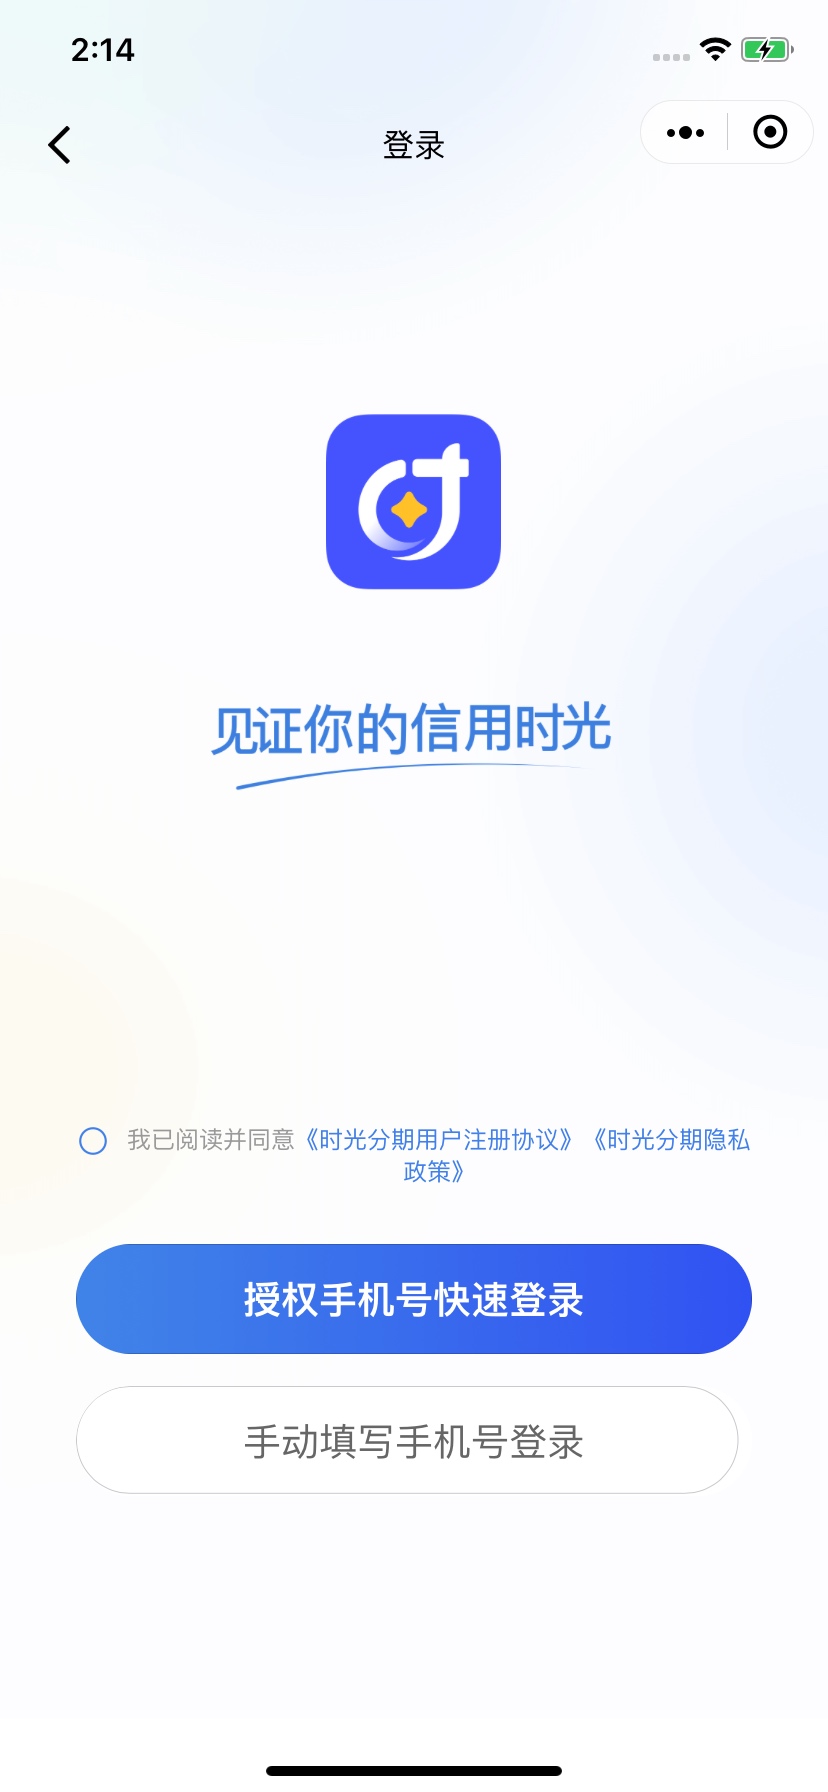 2:14
登录
见证你的信用时光
我已阅读并同意《时光分期用户注册协议》《时光分期隐私
政策》
授权手机号快速登录
手动填写手机号登录